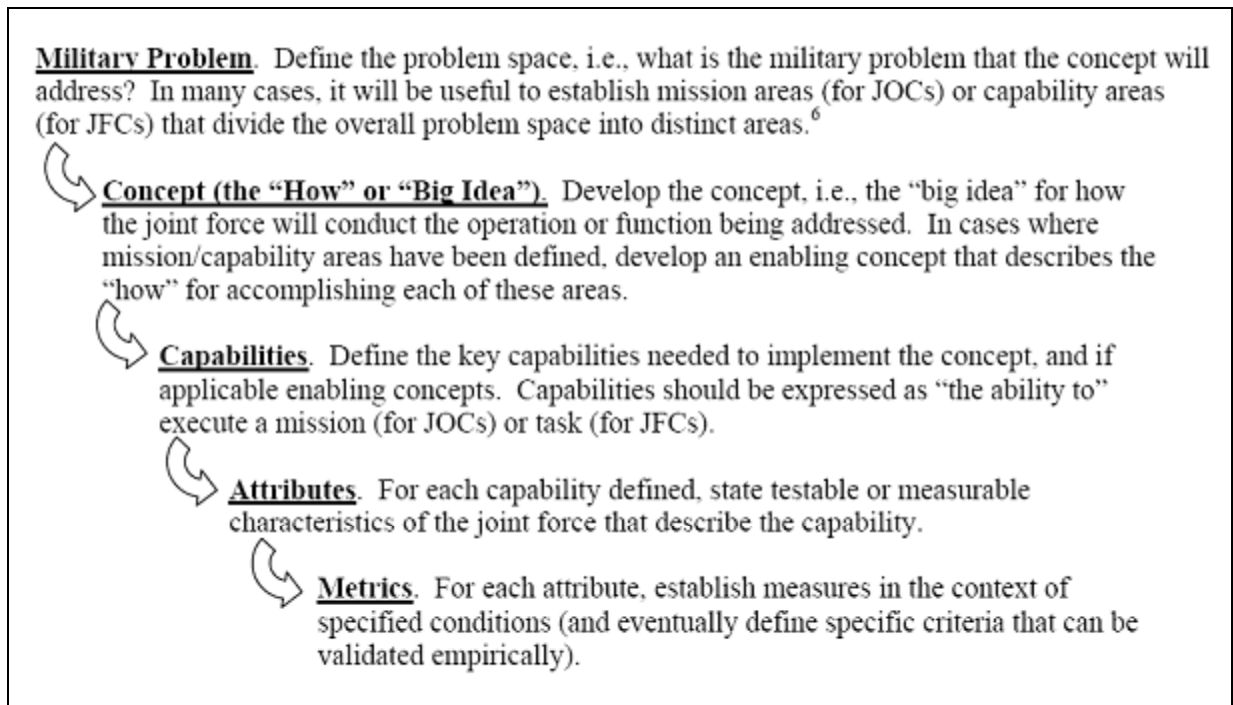 Military Problem. Define the problem space, i.e., what is the military problem that the concept will
address? In many cases, it will be useful to establish mission areas (for JOCs) or capability areas
(for JFCs) that divide the overall problem space into distinct areas.6
Concept (the “How” or “Big Idea”). Develop the concept, i.e., the “big idea” for how
the joint force will conduct the operation or function being addressed. In cases where
mission/capability areas have been defined, develop an enabling concept that describes the
“how” for accomplishing each of these areas.
Capabilities. Define the key capabilities needed to implement the concept, and if
applicable enabling concepts. Capabilities should be expressed as “the ability to”
execute a mission (for JOCs) or task (for JFCs).
Attributes. For each capability defined, state testable or measurable
characteristics of the joint force that describe the capability.
Metrics. For each attribute, establish measures in the context of
specified conditions (and eventually define specific criteria that can be
validated empirically).